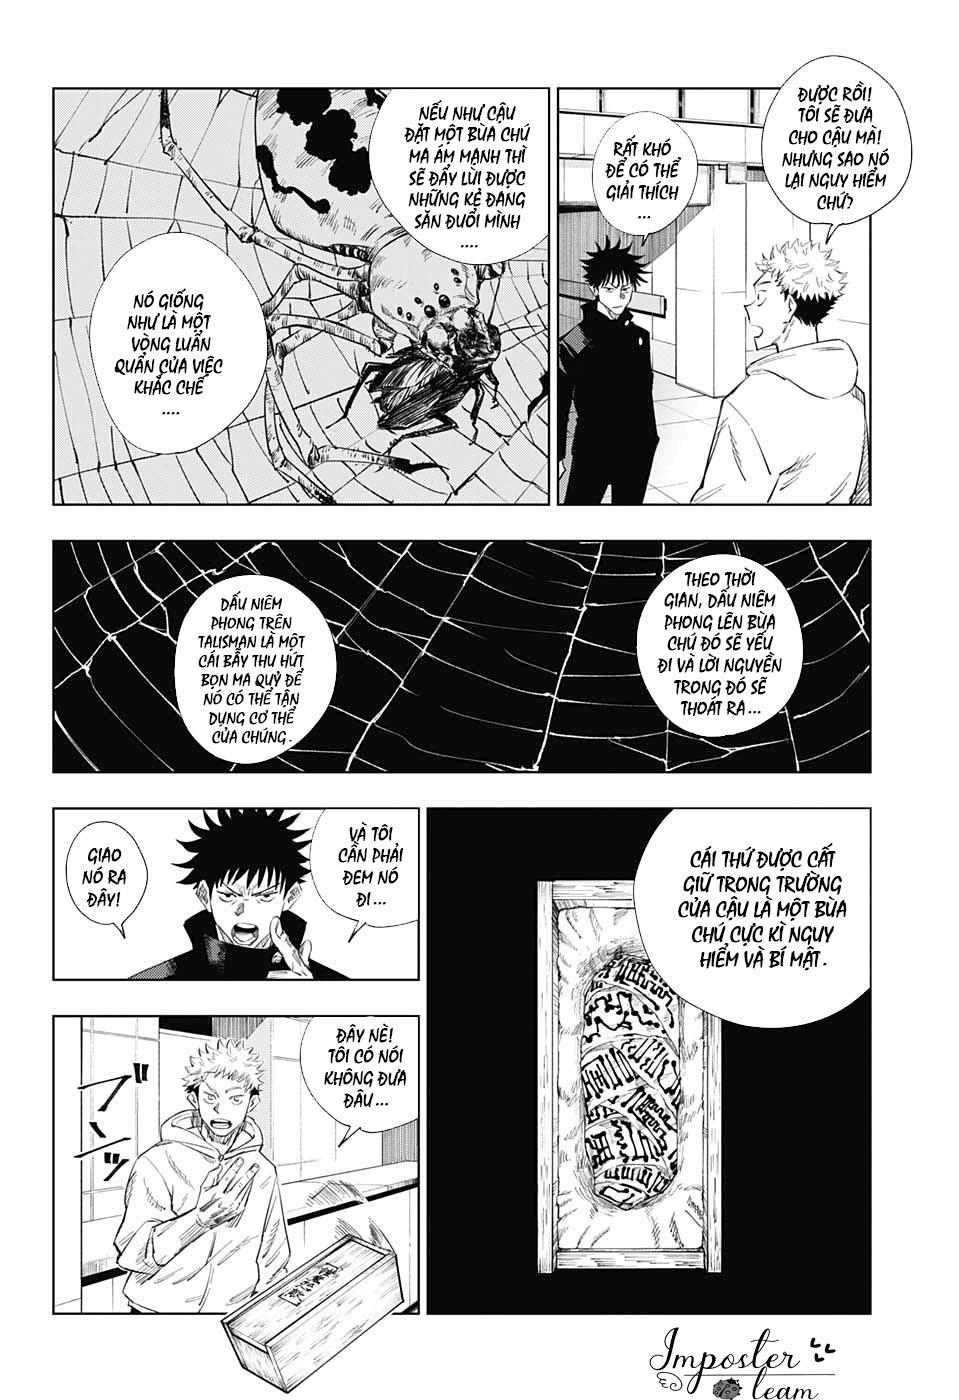 ĐƯỢC RỒI!
TÔI SẼ ĐƯA
CHO CẬU MÀ!
NHƯNG SAO NÓ
LẠI NGUY HIỂM
CHỨ?
RẤT KHÓ
ĐỂ CÓ THỂ
GIẢI THÍCH
...
NẾU NHƯ CẬU
ĐẶT MỘT BÙA CHÚ
MA ÁM MẠNH THÌ
SẼ ĐẨY LÙI ĐƯỢC
NHỮNG KẺ ĐANG
SĂN ĐUỔI MÌNH
....
NÓ GIỐNG
NHƯ LÀ MỘT
VÒNG LUẨN
QUẨN CỦA VIỆC
KHẮC CHẾ
....
THEO THỜI
GIAN, DẤU NIÊM
PHONG LÊN BÙA
CHÚ ĐÓ SẼ YẾU
ĐI VÀ LỜI NGUYỀN
TRONG ĐÓ SẼ
THOÁT RA...
DẤU NIÊM
PHONG TRÊN
TALISMAN LÀ MỘT
CÁI BẪY THU HÚT
BỌN MA QUỶ ĐỂ
NÓ CÓ THỂ TẬN
DỤNG CƠ THỂ
CỦA CHÚNG.
CÁI THỨ ĐƯỢC CẤT
GIỮ TRONG TRƯỜNG
CỦA CẬU LÀ MỘT BÙA
CHÚ CỰC KÌ NGUY
HIỂM VÀ BÍ MẬT.
VÀ TÔI
CẦN PHẢI
ĐEM NÓ
ĐI...
GIAO
NÓ RA
ĐÂY!
ĐÂY NÈ!
TÔI CÓ NÓI
KHÔNG ĐƯA
ĐÂU...
Imposter
team